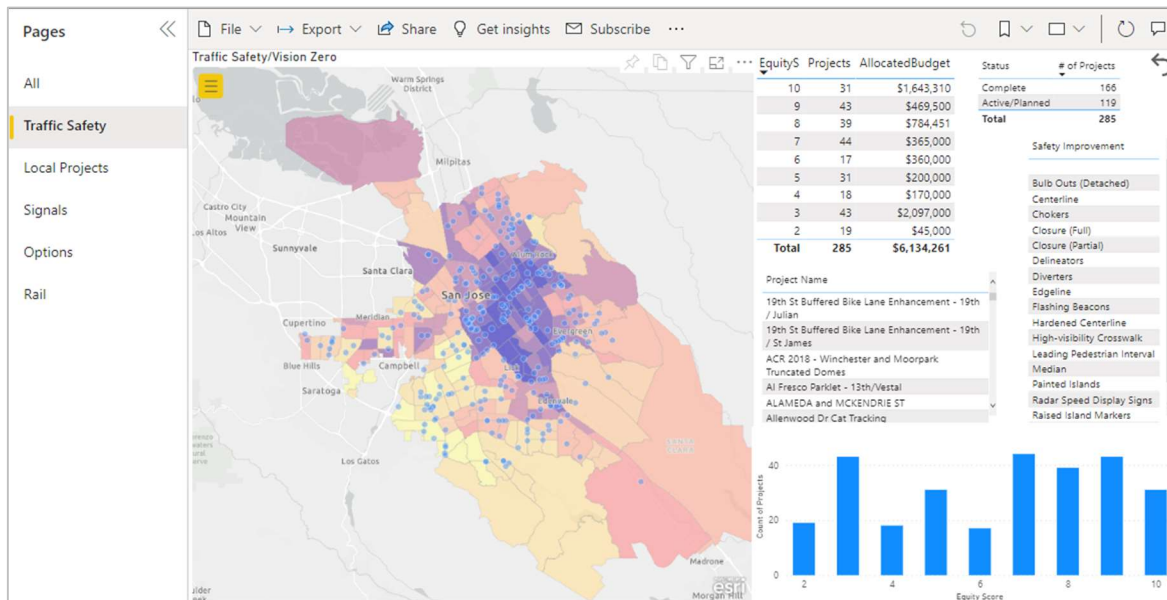 Pages
All
Traffic Safety
Local Projects
Signals
Options
Rail
File Export Share Get insights Subscribe
Traffic Safety/Vision Zero
Warm Springs
District
Milpitas
Castro City
Mountain
View
Los Altos
Sunnyvale
Santa Clara
Alum Rock
San Jose
Meridian
Cupertino
Evergreen
Blue Hills
Campbell
Saratoga
Edenvale
Los Gatos
Madrone
Morgan Hill
esri
EquityS Projects AllocatedBudget
10 31 $1,643,310
9 43 $469,500
8 39 $784,451
7 44 $365,000
6 17 $360,000
5 31 $200,000
4 18 $170,000
3 43 $2,097,000
2 19 $45,000
Total 285 $6,134,261
Status # of Projects
Complete 166
Active/Planned 119
Total 285
Project Name
19th St Buffered Bike Lane Enhancement - 19th
/ Julian
19th St Buffered Bike Lane Enhancement - 19th
/ St James
ACR 2018 - Winchester and Moorpark
Truncated Domes
Al Fresco Parklet - 13th/Vestal
ALAMEDA and MCKENDRIE ST
Allenwood Dr Cat Tracking
Safety Improvement
Bulb Outs (Detached)
Centerline
Chokers
Closure (Full)
Closure (Partial)
Delineators
Diverters
Edgeline
Flashing Beacons
Hardened Centerline
High-visibility Crosswalk
Leading Pedestrian Interval
Median
Painted Islands
Radar Speed Display Signs
Raised Island Markers
Count of Projects
40
20
0
2 4 6 8 10
Equity Score